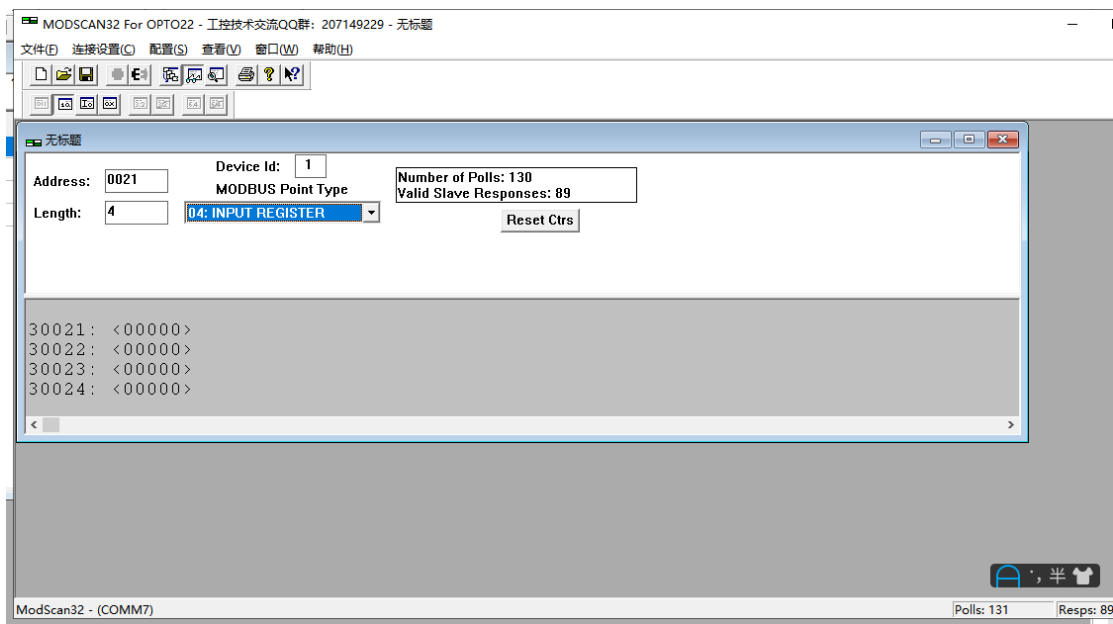 MODSCAN32 For OPTO22 - 工控技术交流QQ群：207149229 - 无标题
文件(F) 连接设置(C) 配置(S) 查看(V) 窗口(W) 帮助(H)
无标题
Device Id: 1
Address: 0021
MODBUS Point Type
Number of Polls: 130
Valid Slave Responses: 89
Length: 4
04: INPUT REGISTER
Reset Ctrs
30021: <00000>
30022: <00000>
30023: <00000>
30024: <00000>
半
ModScan32 - (COMM7)
Polls: 131
Resps: 89